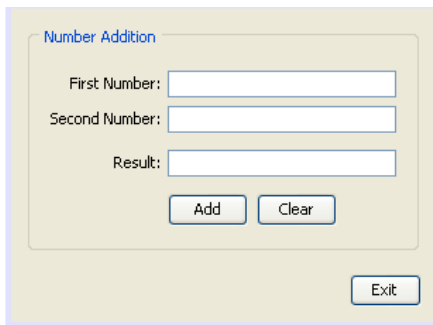 Number Addition
First Number:
Second Number:
Result:
Add Clear
Exit